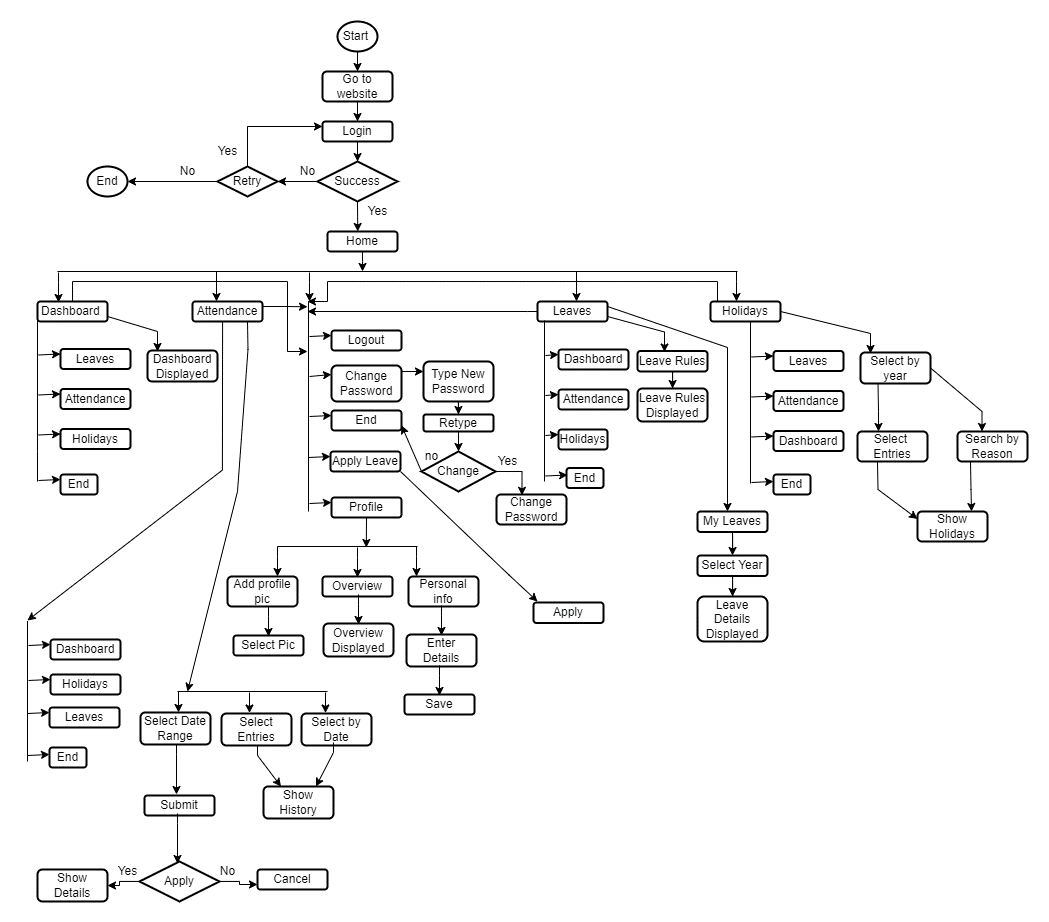 Start
Go to
website
Login
Yes
No
No
End
Retry
Success
Yes
Home
Dashboard
Attendance
Leaves
Holidays
Logout
Leaves
Dashboard
Displayed
Change
Password
Type New
Password
Dashboard
Leave Rules
Leaves
Select by
year
Attendance
End
Retype
Attendance
Leave Rules
Displayed
Attendance
Holidays
Apply Leave
no
Change
Yes
Holidays
Dashboard
Select
Entries
Search by
Reason
End
Profile
Change
Password
End
End
My Leaves
Show
Holidays
Add profile
pic
Overview
Personal
info
Apply
Select Year
Select Pic
Overview
Displayed
Enter
Details
Leave
Details
Displayed
Dashboard
Holidays
Leaves
End
Save
Select Date
Range
Select
Entries
Select by
Date
Submit
Show
History
Show
Details
Yes
Apply
No
Cancel